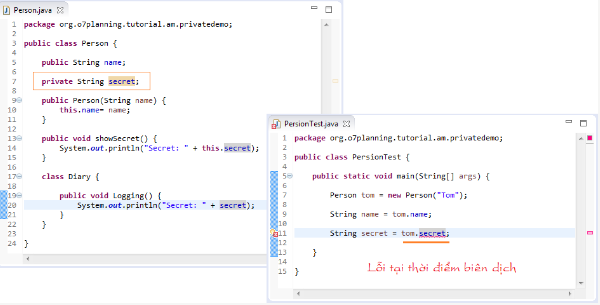 Person.java
1 package org.o7planning.tutorial.am.privatedemo;
2
3 public class Person {
4
5 public String name;
6
7 private String secret;
8
9 public Person(String name) {
10 this.name= name;
11 }
12
13 public void showSecret() {
14 System.out.println("Secret: " + this.secret);
15 }
16
17 class Diary {
18
19 public void Logging() {
20 System.out.println("Secret: " + secret);
21 }
22 }
23
24 }
PersionTest.java
1 package org.o7planning.tutorial.am.privatedemo;
2
3 public class PersionTest {
4
5 public static void main(String[] args) {
6
7 Person tom = new Person("Tom");
8
9 String name = tom.name;
10
11 String secret = tom.secret;
12
13 }
14
15 }
Lỗi tại thời điểm biên dịch